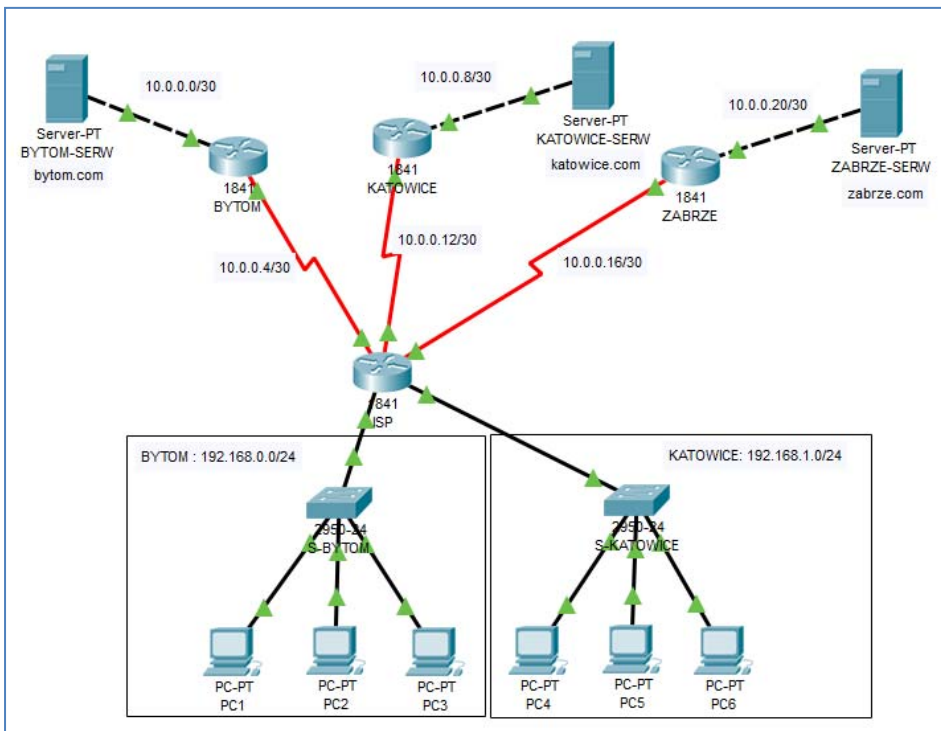 10.0.0.0/30
Server-PT
BYTOM-SERW
bytom.com
1841
BYTOM
10.0.0.8/30
Server-PT
KATOWICE-SERW
katowice.com
1841
KATOWICE
10.0.0.20/30
Server-PT
ZABRZE-SERW
zabrze.com
1841
ZABRZE
10.0.0.4/30
10.0.0.12/30
10.0.0.16/30
1841
ISP
BYTOM : 192.168.0.0/24
KATOWICE: 192.168.1.0/24
2950-24
S-BYTOM
2950-24
S-KATOWICE
PC-PT
PC1
PC-PT
PC2
PC-PT
PC3
PC-PT
PC4
PC-PT
PC5
PC-PT
PC6